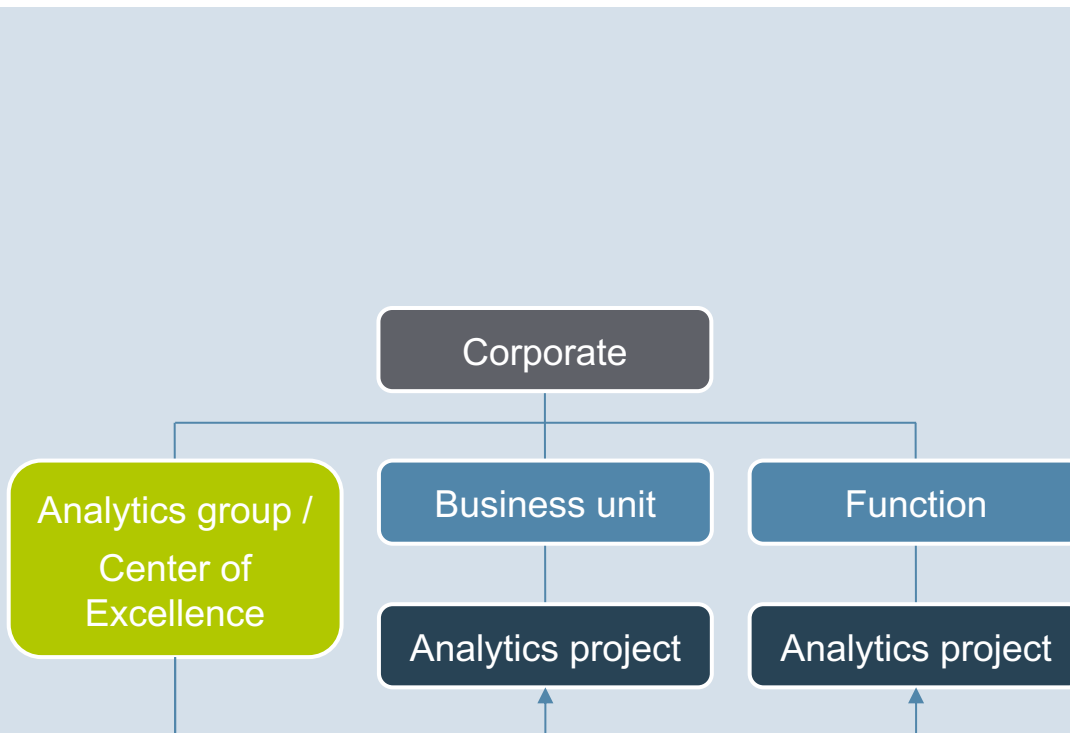 Corporate
Analytics group /
Center of
Excellence
Business unit
Function
Analytics project
Analytics project